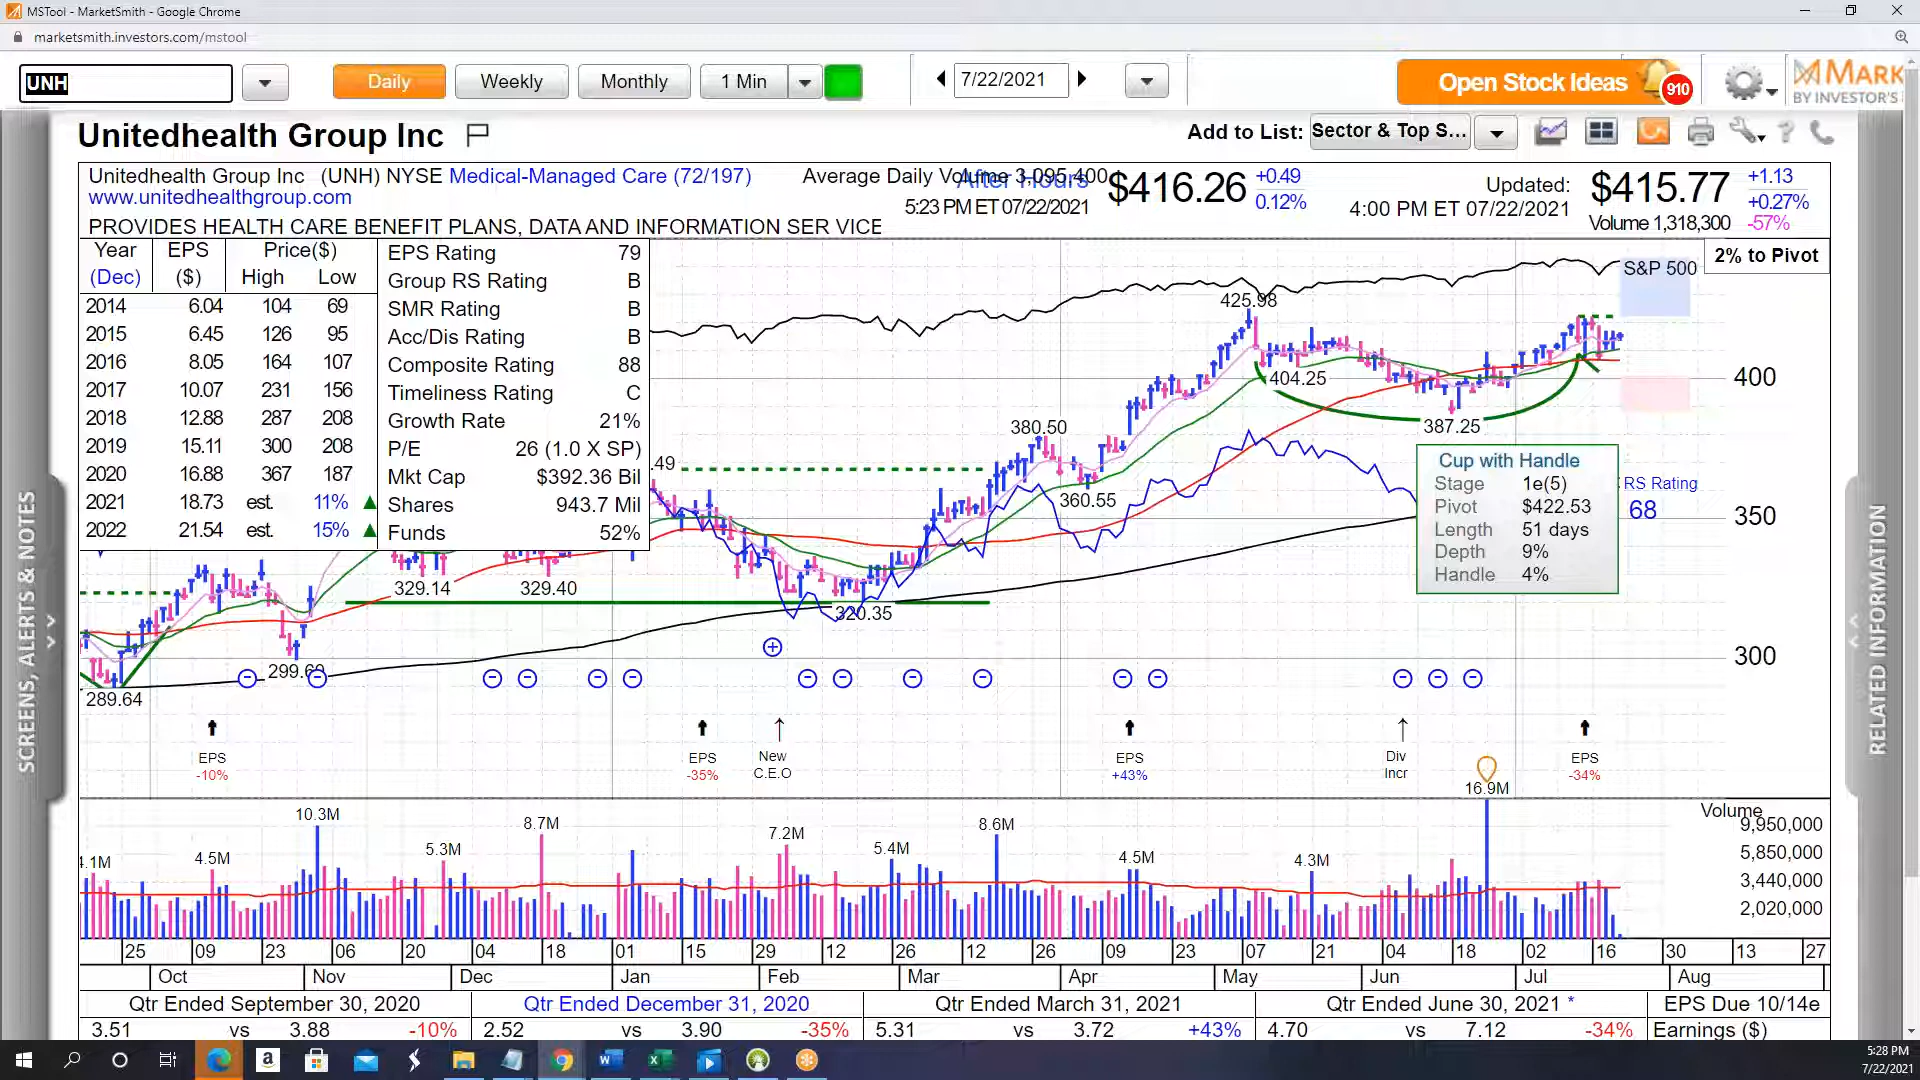 MSTool - MarketSmith - Google Chrome
marketsmith.investors.com/mstool
UNH
Daily
Weekly
Monthly
1 Min
7/22/2021
Open Stock Ideas
910
MARK
BY INVESTOR'S
Unitedhealth Group Inc
Add to List:
Sector & Top S...
Unitedhealth Group Inc (UNH) NYSE Medical-Managed Care (72/197)
Average Daily Volume 3,095,400
After Hours
$416.26
+0.49
0.12%
5:23 PM ET 07/22/2021
Updated:
4:00 PM ET 07/22/2021
$415.77
+1.13
+0.27%
Volume 1,318,300 -57%
www.unitedhealthgroup.com
PROVIDES HEALTH CARE BENEFIT PLANS, DATA AND INFORMATION SER VICE
Year EPS Price($)
(Dec) ($) High Low
2014 6.04 104 69
2015 6.45 126 95
2016 8.05 164 107
2017 10.07 231 156
2018 12.88 287 208
2019 15.11 300 208
2020 16.88 367 187
2021 18.73 est. 11%
2022 21.54 est. 15%
EPS Rating 79
Group RS Rating B
SMR Rating B
Acc/Dis Rating B
Composite Rating 88
Timeliness Rating C
Growth Rate 21%
P/E 26 (1.0 X SP)
Mkt Cap $392.36 Bil
Shares 943.7 Mil
Funds 52%
2% to Pivot
S&P 500
425.98
404.25
387.25
380.50
360.55
.49
329.14
329.40
320.35
299.60
289.64
400
350
300
Cup with Handle
Stage 1e(5)
Pivot $422.53
Length 51 days
Depth 9%
Handle 4%
RS Rating
68
EPS
-10%
EPS
-35%
New
C.E.O
EPS
+43%
Div
Incr
EPS
-34%
16.9M
Volume
9,950,000
5,850,000
3,440,000
2,020,000
4.1M
4.5M
10.3M
5.3M
8.7M
7.2M
5.4M
8.6M
4.5M
4.3M
25 09 23 06 20 04 18 01 15 29 12 26 12 26 09 23 07 21 04 18 02 16 30 13 27
Oct Nov Dec Jan Feb Mar Apr May Jun Jul Aug
Qtr Ended September 30, 2020 Qtr Ended December 31, 2020 Qtr Ended March 31, 2021 Qtr Ended June 30, 2021 * EPS Due 10/14e
3.51 vs 3.88 -10% 2.52 vs 3.90 -35% 5.31 vs 3.72 +43% 4.70 vs 7.12 -34% Earnings ($)
SCREENS, ALERTS & NOTES
RELATED INFORMATION
5:28 PM
7/22/2021